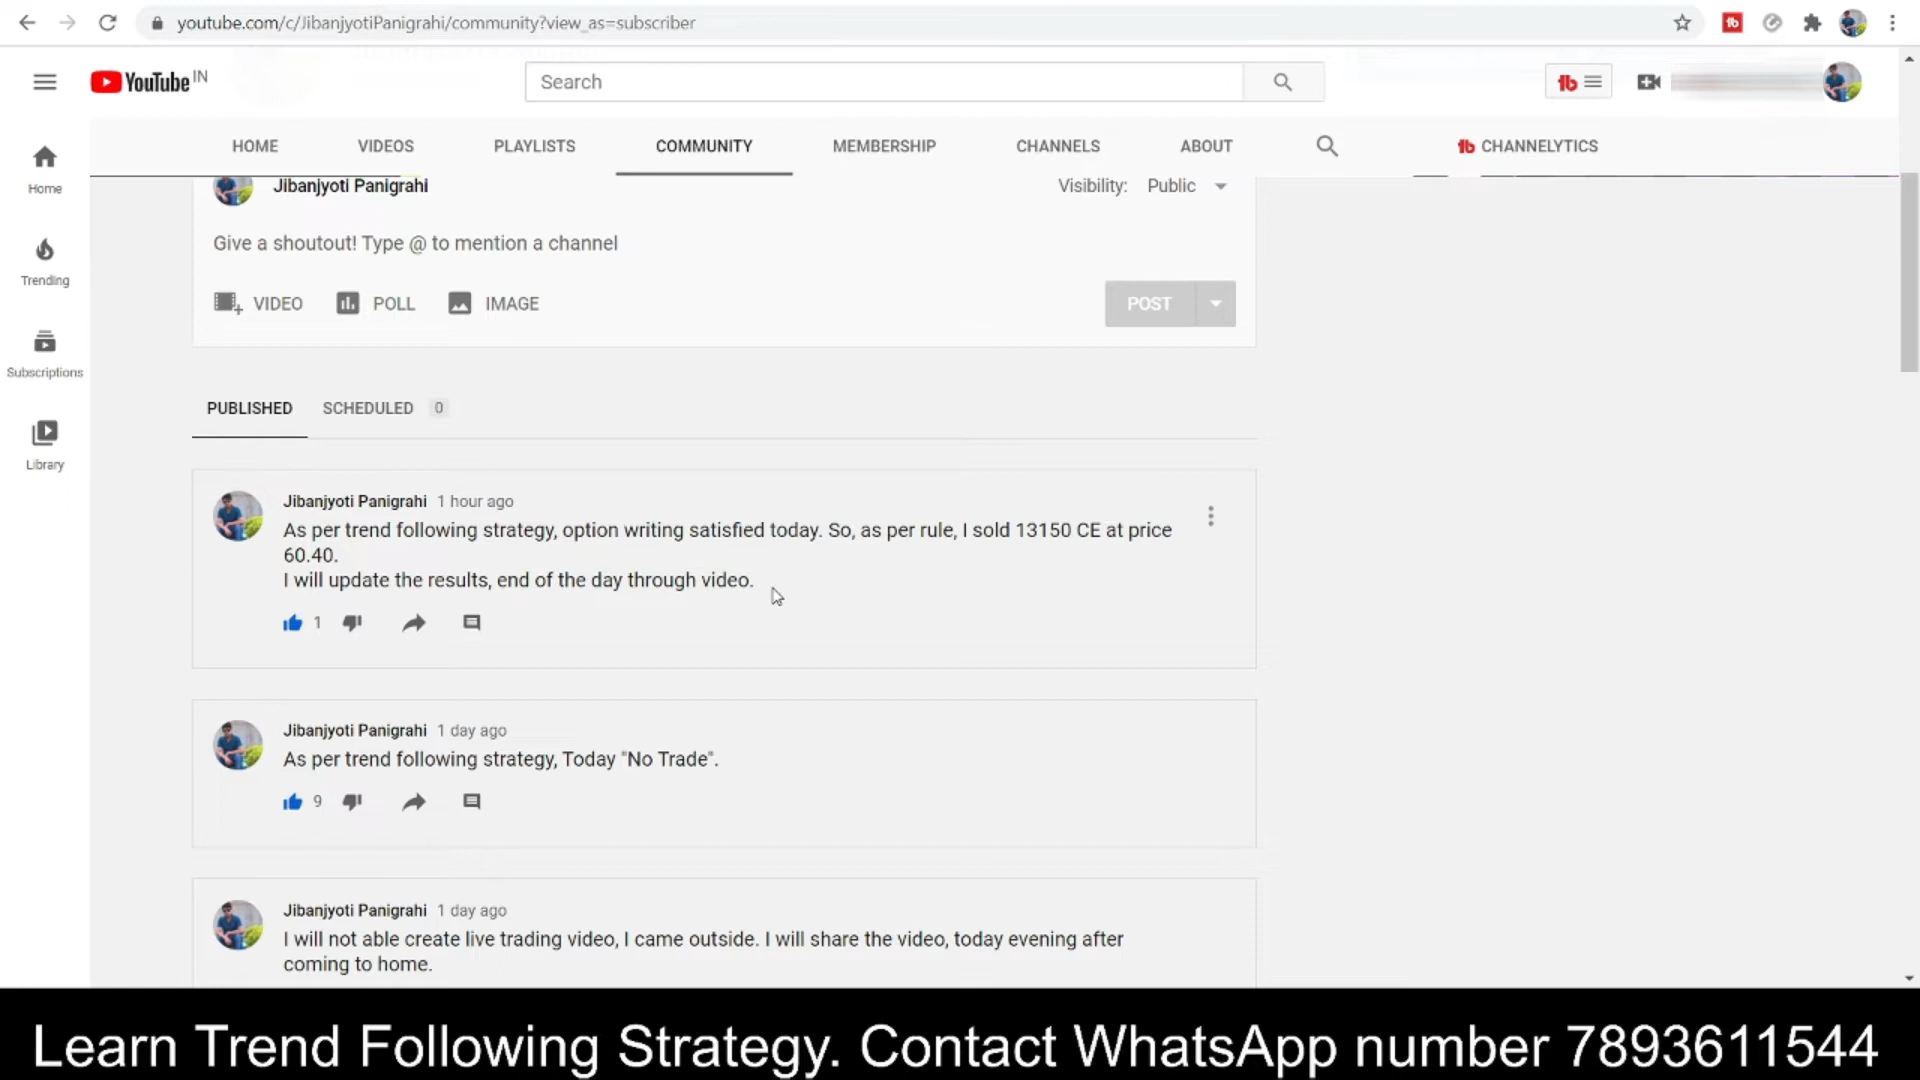 youtube.com/c/JibanjyotiPanigrahi/community?view_as=subscriber
YouTube IN
Search
HOME VIDEOS PLAYLISTS COMMUNITY MEMBERSHIP CHANNELS ABOUT CHANNELYTICS
Home
Trending
Subscriptions
Library
Jibanjyoti Panigrahi Visibility: Public
Give a shoutout! Type @ to mention a channel
VIDEO POLL IMAGE POST
PUBLISHED SCHEDULED 0
Jibanjyoti Panigrahi 1 hour ago
As per trend following strategy, option writing satisfied today. So, as per rule, I sold 13150 CE at price
60.40.
I will update the results, end of the day through video.
1
Jibanjyoti Panigrahi 1 day ago
As per trend following strategy, Today "No Trade".
9
Jibanjyoti Panigrahi 1 day ago
I will not able create live trading video, I came outside. I will share the video, today evening after
coming to home.
Learn Trend Following Strategy. Contact WhatsApp number 7893611544